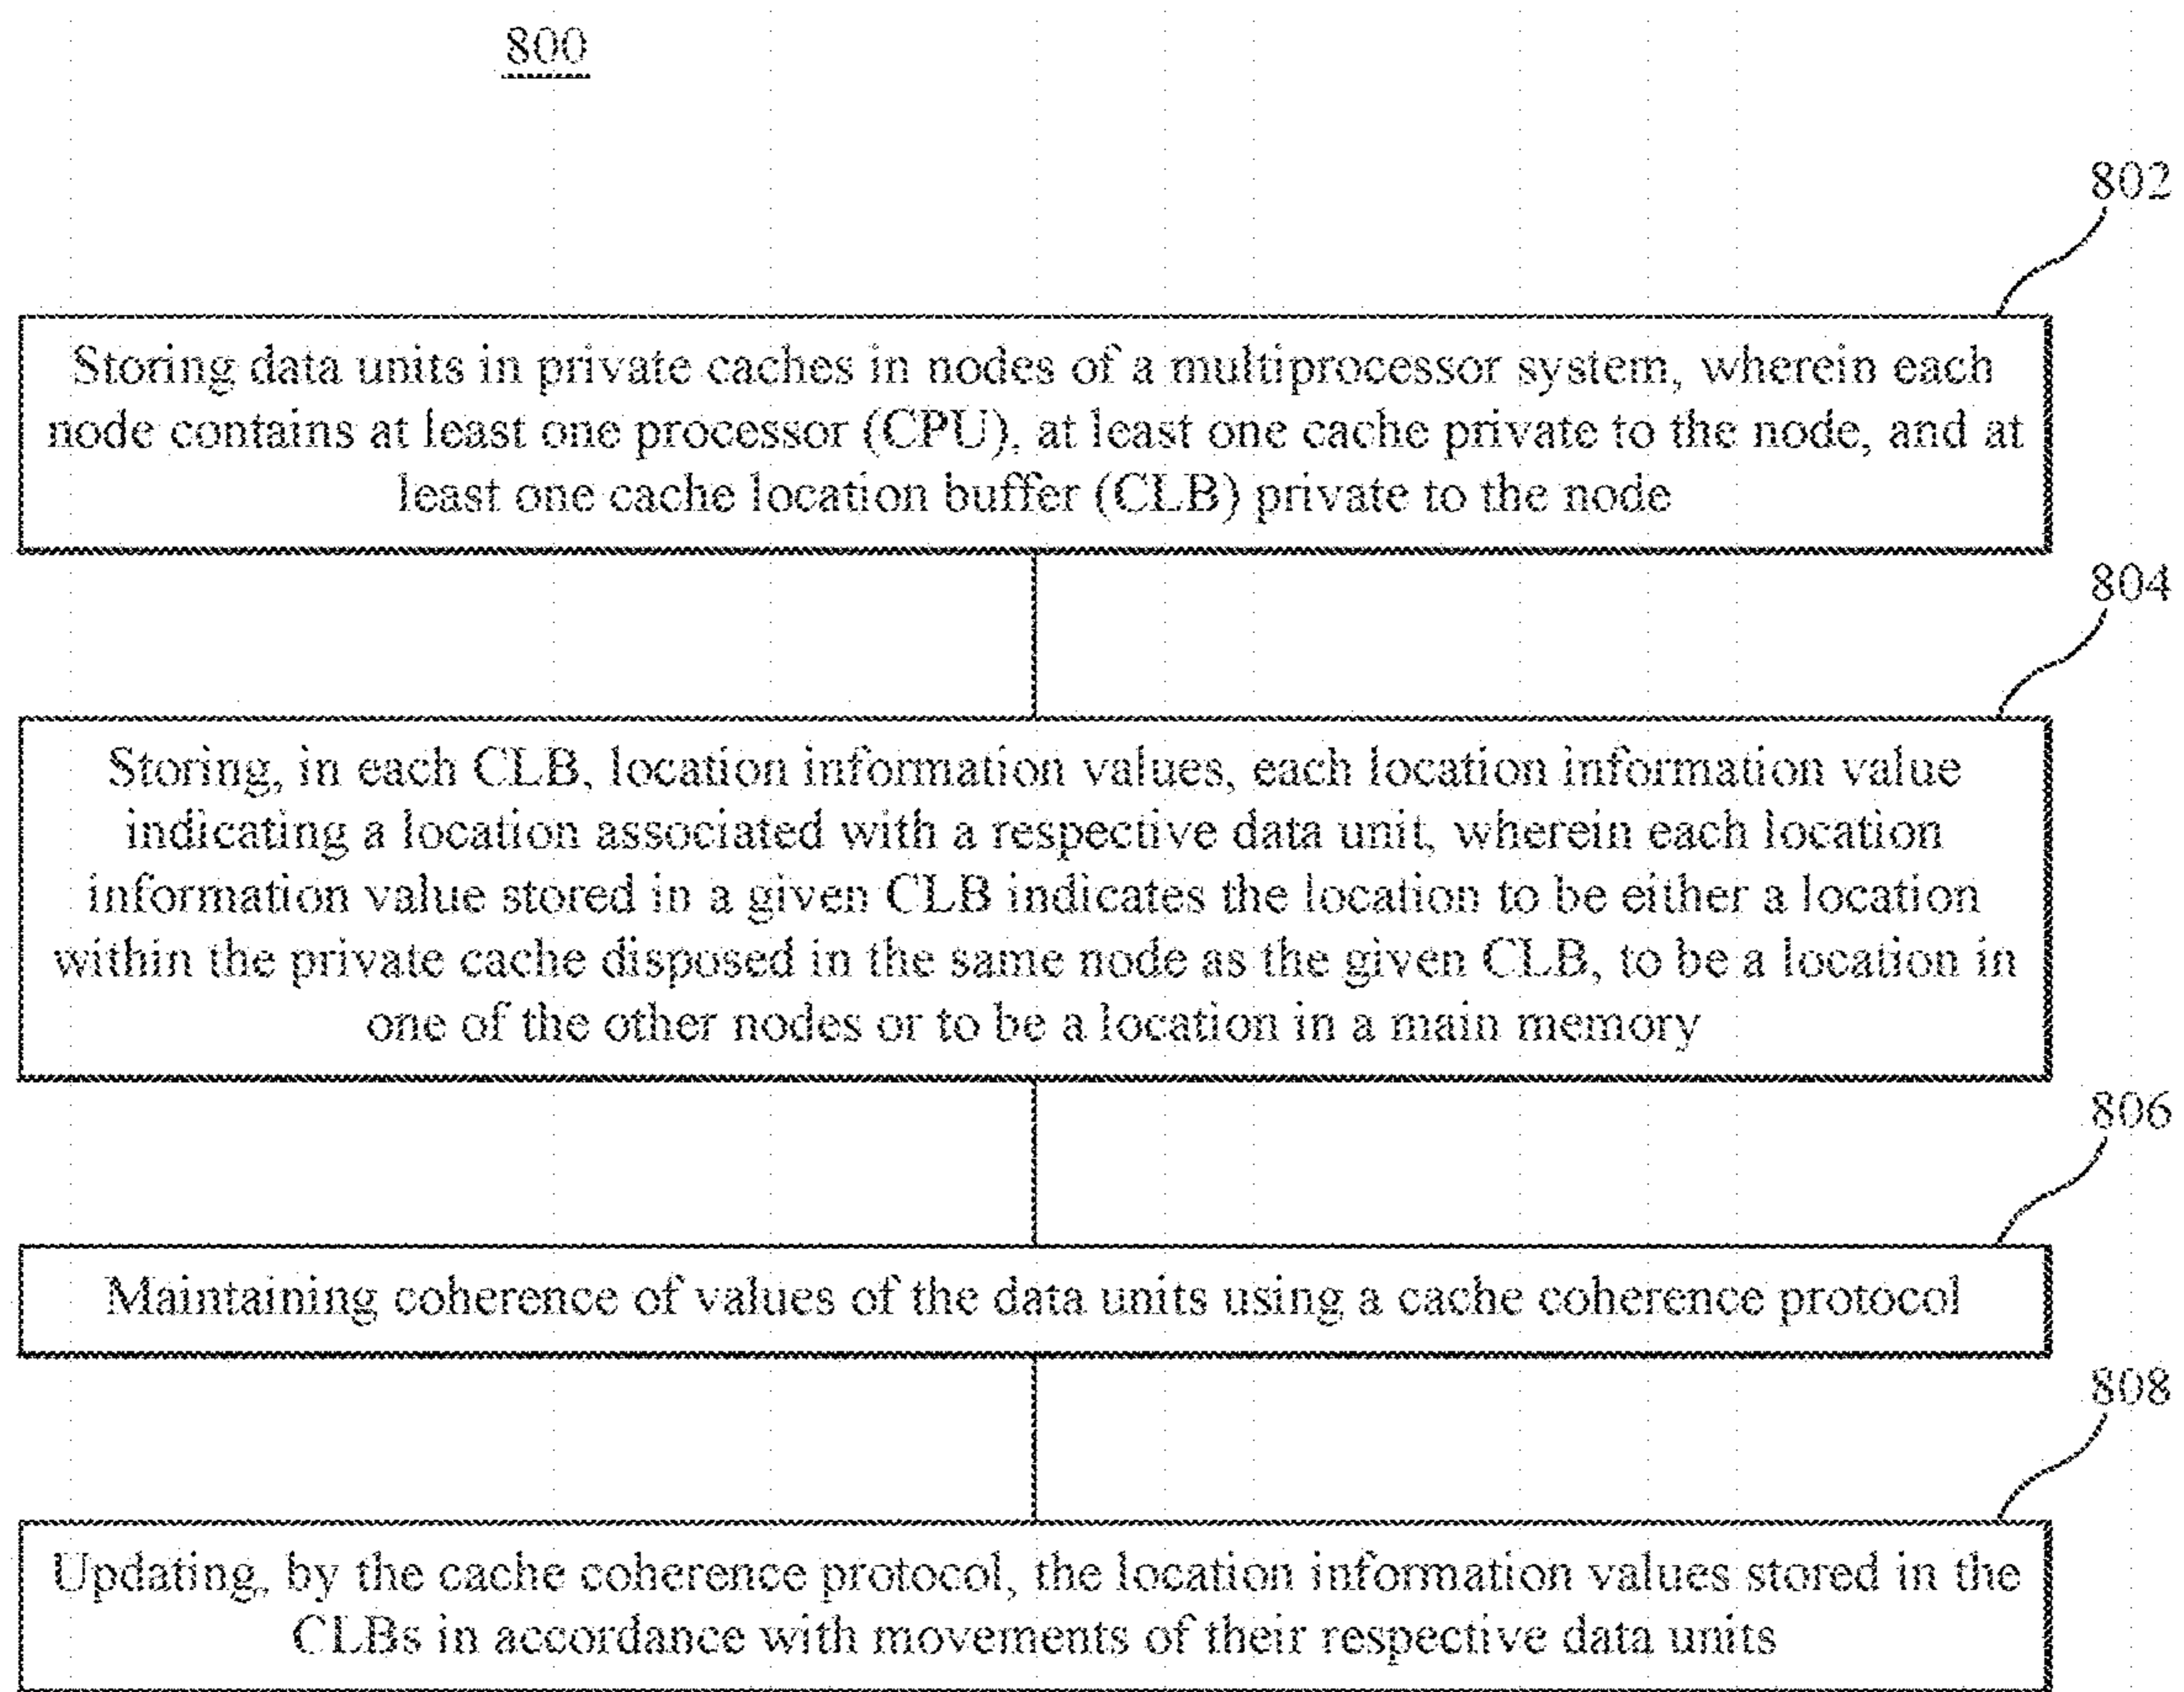 800
802
Storing data units in private caches in nodes of a multiprocessor system, wherein each
node contains at least one processor (CPU), at least one cache private to the node, and at
least one cache location buffer (CLB) private to the node
804
Storing, in each CLB, location information values, each location information value
indicating a location associated with a respective data unit, wherein each location
information value stored in a given CLB indicates the location to be either a location
within the private cache disposed in the same node as the given CLB, to be a location in
one of the other nodes or to be a location in a main memory
806
Maintaining coherence of values of the data units using a cache coherence protocol
808
Updating, by the cache coherence protocol, the location information values stored in the
CLBs in accordance with movements of their respective data units